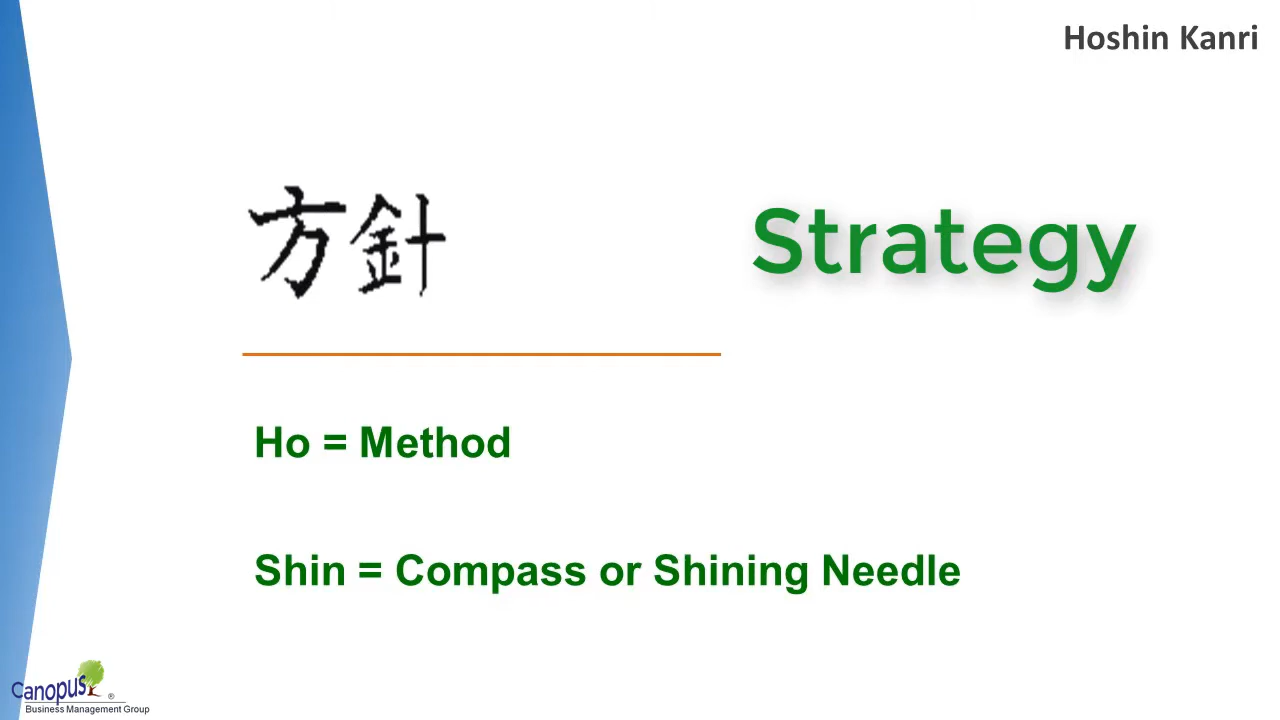 Hoshin Kanri
方針
Strategy
Ho = Method
Shin = Compass or Shining Needle
Canopus ®
Business Management Group